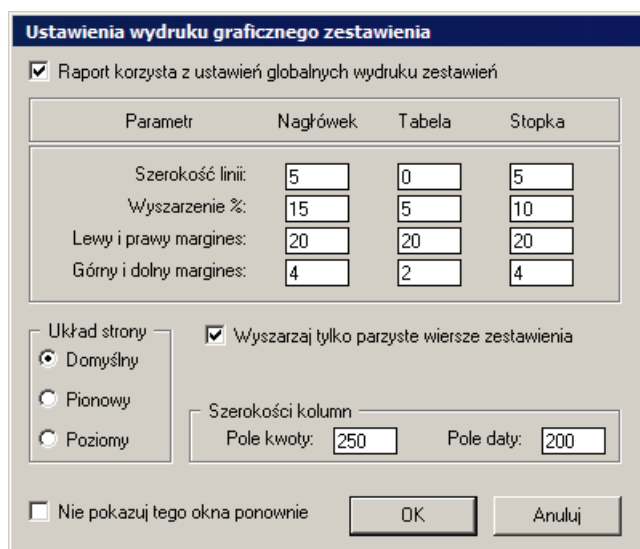 Ustawienia wydruku graficznego zestawienia
Raport korzysta z ustawień globalnych wydruku zestawień
Parametr Nagłówek Tabela Stopka
Szerokość linii: 5 0 5
Wyszarzenie %: 15 5 10
Lewy i prawy margines: 20 20 20
Górny i dolny margines: 4 2 4
Układ strony
Domyślny
Pionowy
Poziomy
Wyszarzaj tylko parzyste wiersze zestawienia
Szerokości kolumn
Pole kwoty: 250 Pole daty: 200
Nie pokazuj tego okna ponownie
OK
Anuluj